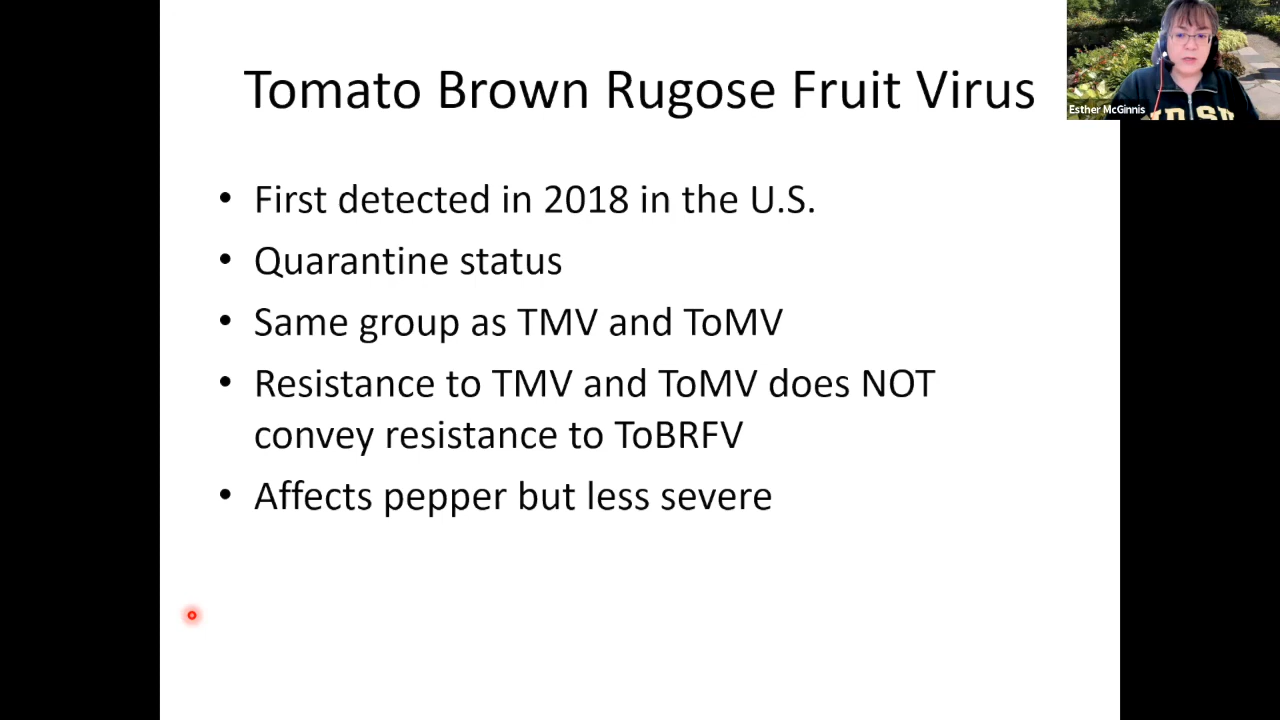 Tomato Brown Rugose Fruit Virus
Esther McGinnis
• First detected in 2018 in the U.S.
• Quarantine status
• Same group as TMV and ToMV
• Resistance to TMV and ToMV does NOT
convey resistance to ToBRFV
• Affects pepper but less severe